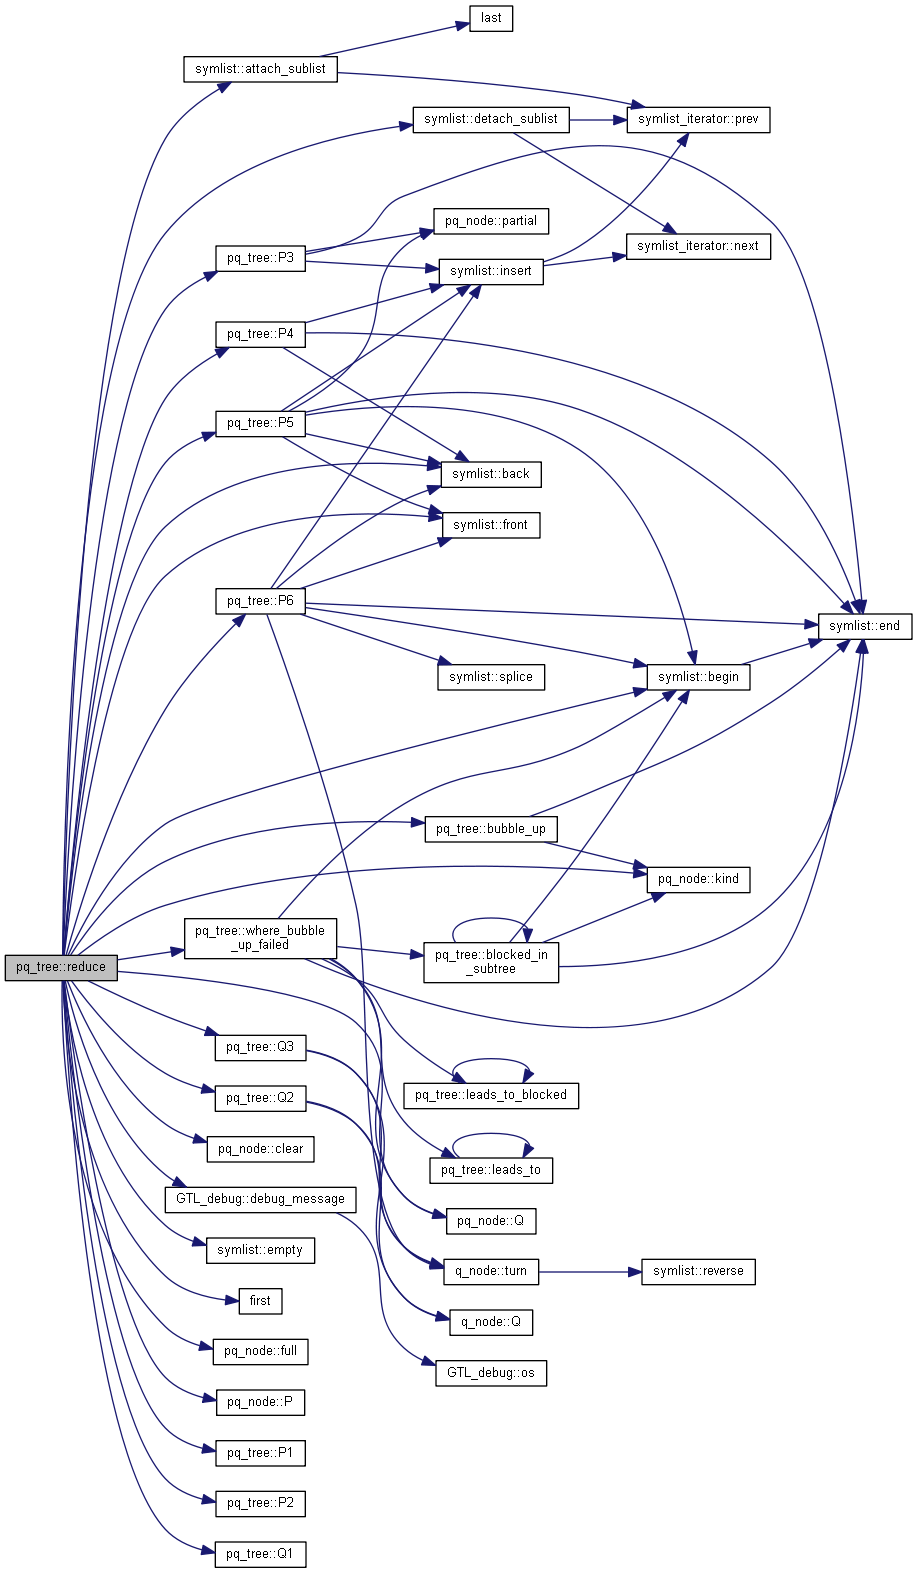 last
symlist::attach_sublist
symlist::detach_sublist
symlist_iterator::prev
pq_node::partial
symlist_iterator::next
pq_tree::P3
symlist::insert
pq_tree::P4
pq_tree::P5
symlist::back
symlist::front
pq_tree::P6
symlist::end
symlist::splice
symlist::begin
pq_tree::bubble_up
pq_node::kind
pq_tree::where_bubble
_up_failed
pq_tree::blocked_in
_subtree
pq_tree::reduce
pq_tree::Q3
pq_tree::leads_to_blocked
pq_tree::Q2
pq_node::clear
pq_tree::leads_to
GTL_debug::debug_message
pq_node::Q
symlist::empty
q_node::turn
symlist::reverse
first
q_node::Q
pq_node::full
GTL_debug::os
pq_node::P
pq_tree::P1
pq_tree::P2
pq_tree::Q1